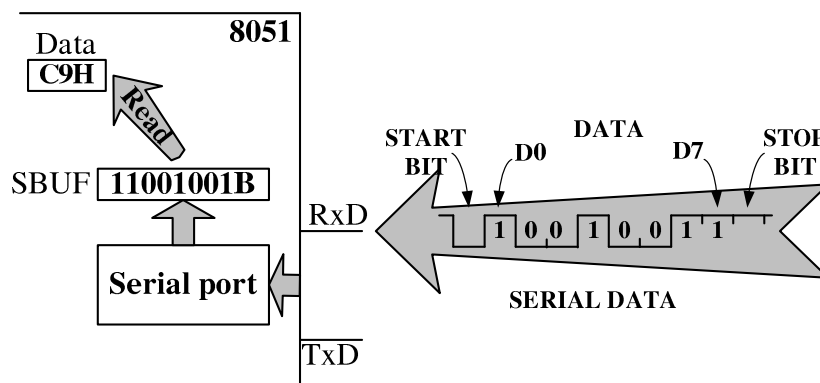 8051
Data
C9H
Read
SBUF
11001001B
Serial port
RxD
TxD
START
BIT
D0
DATA
D7
STOP
BIT
1 0 0 1 0 0 1 1
SERIAL DATA